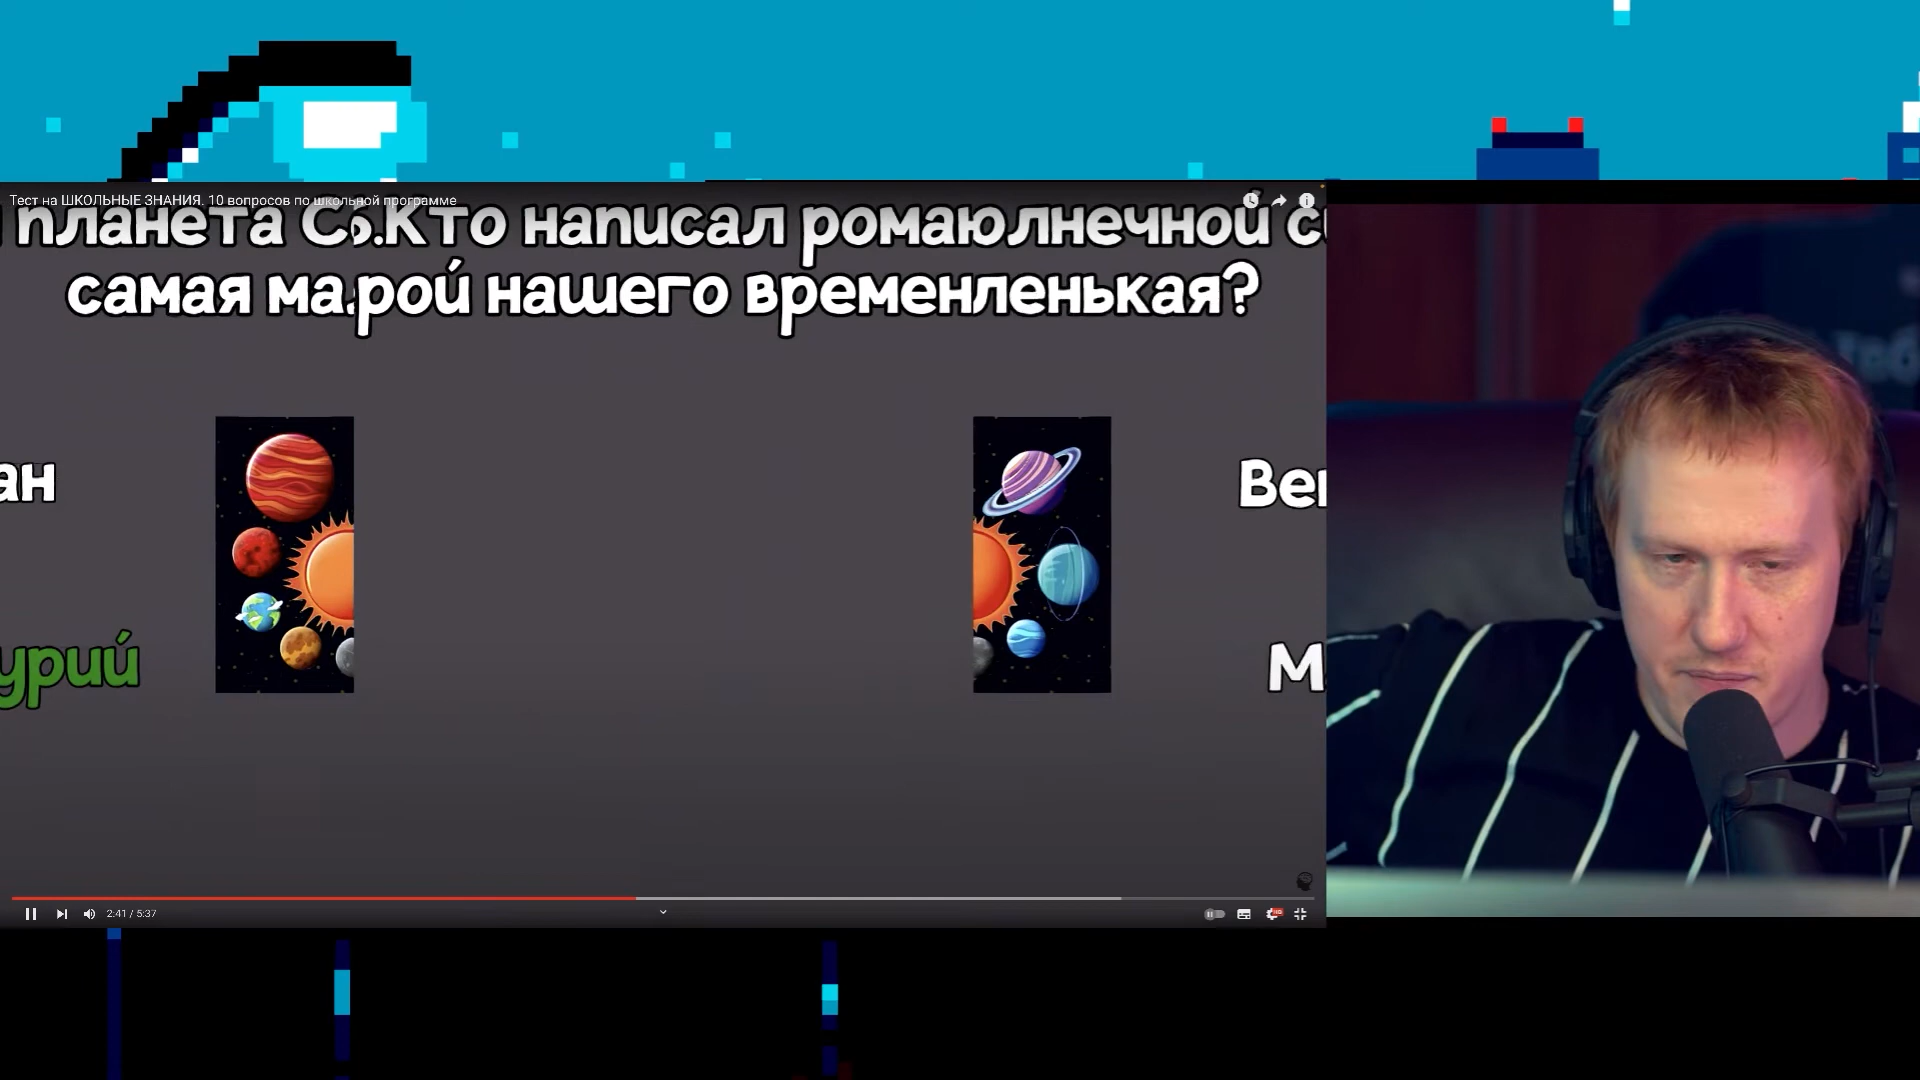 Тест на ШКОЛЬНЫЕ ЗНАНИЯ. 10 вопросов по школьной программе
планета С .Кто написал ромаюлнечной с
самая ма.рой нашего временленькая?
ан
Ве
урий
М
2:41 / 5:37